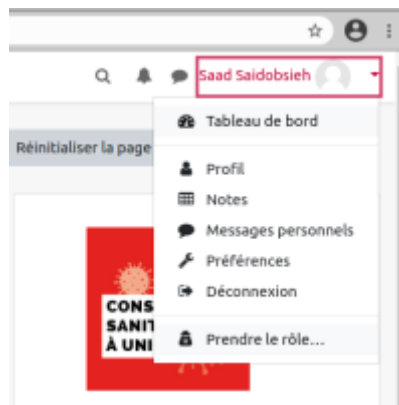 Saad Saidobsieh
Tableau de bord
Réinitialiser la page
Profil
Notes
Messages personnels
Préférences
Déconnexion
CONS
SANIT
À UNI
Prendre le rôle...